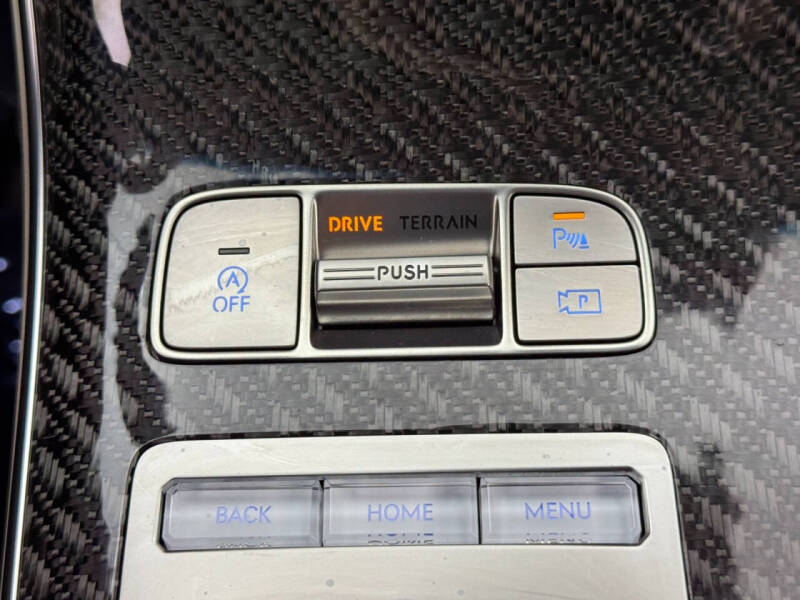 DRIVE TERRAIN
PUSH
A
OFF
P
P
BACK HOME MENU